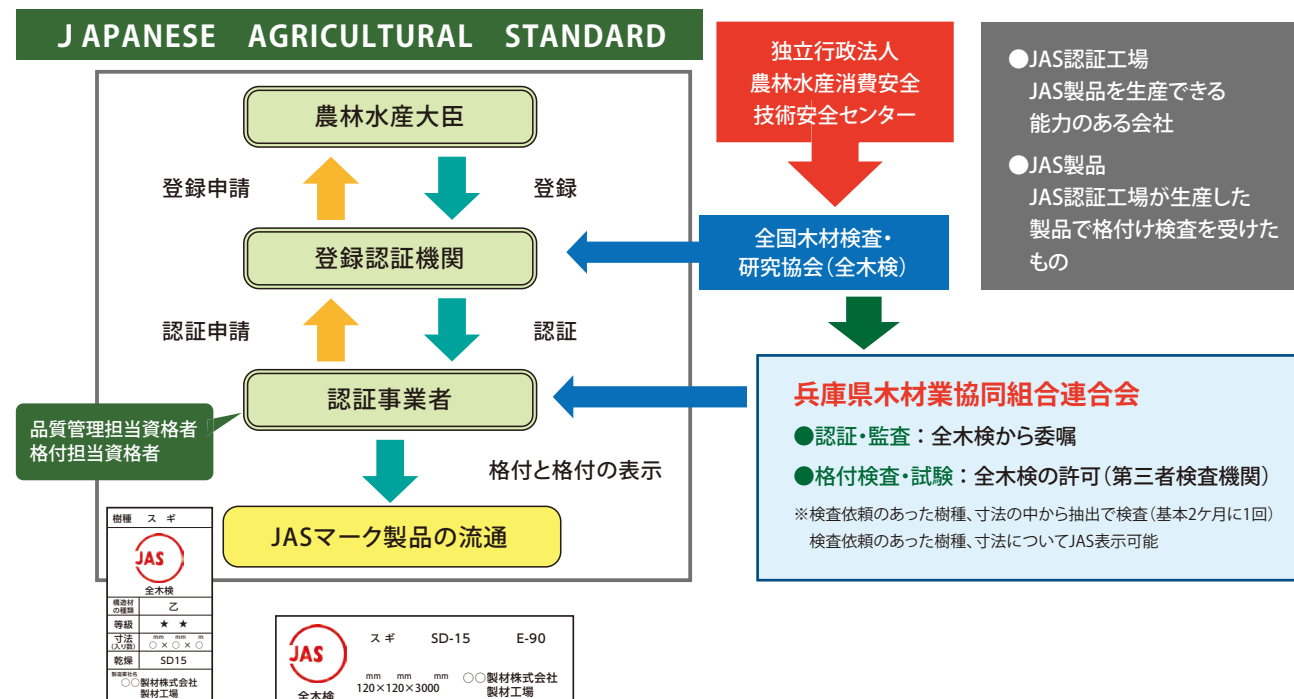 JAPANESE AGRICULTURAL STANDARD
農林水産大臣
登録申請
登録
登録認証機関
認証申請
認証
認証事業者
品質管理担当資格者
格付担当資格者
格付と格付の表示
JASマーク製品の流通
独立行政法人
農林水産消費安全
技術安全センター
全国木材検査・
研究協会(全木検)
●JAS認証工場
JAS製品を生産できる
能力のある会社
●JAS製品
JAS認証工場が生産した
製品で格付け検査を受けた
もの
兵庫県木材業協同組合連合会
●認証・監査:全木検から委嘱
●格付検査・試験:全木検の許可(第三者検査機関)
※検査依頼のあった樹種、寸法の中から抽出で検査(基本2ケ月に1回)
検査依頼のあった樹種、寸法についてJAS表示可能
樹種 スギ
JAS
全木検
構造材
の種類 乙
等級 ★ ★
寸法
(入り数) mm mm m
○×○×○
乾燥 SD15
製造業社名
○○製材株式会社
製材工場
JAS
全木検
スギ SD-15 E-90
mm mm mm
120×120×3000
○○製材株式会社
製材工場